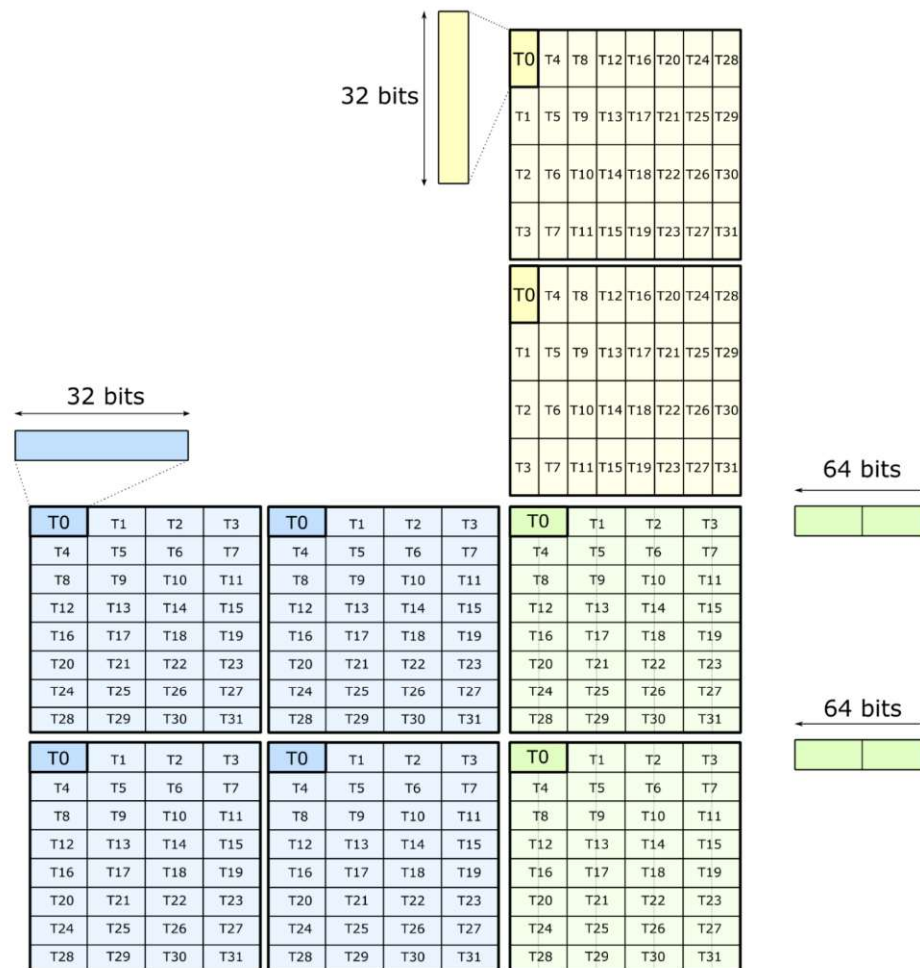 32 bits
T0 T4 T8 T12 T16 T20 T24 T28
T1 T5 T9 T13 T17 T21 T25 T29
T2 T6 T10 T14 T18 T22 T26 T30
T3 T7 T11 T15 T19 T23 T27 T31
T0 T4 T8 T12 T16 T20 T24 T28
T1 T5 T9 T13 T17 T21 T25 T29
T2 T6 T10 T14 T18 T22 T26 T30
T3 T7 T11 T15 T19 T23 T27 T31
32 bits
64 bits
T0 T1 T2 T3 T0 T1 T2 T3 T0 T1 T2 T3
T4 T5 T6 T7 T4 T5 T6 T7 T4 T5 T6 T7
T8 T9 T10 T11 T8 T9 T10 T11 T8 T9 T10 T11
T12 T13 T14 T15 T12 T13 T14 T15 T12 T13 T14 T15
T16 T17 T18 T19 T16 T17 T18 T19 T16 T17 T18 T19
T20 T21 T22 T23 T20 T21 T22 T23 T20 T21 T22 T23
T24 T25 T26 T27 T24 T25 T26 T27 T24 T25 T26 T27
T28 T29 T30 T31 T28 T29 T30 T31 T28 T29 T30 T31
64 bits
T0 T1 T2 T3 T0 T1 T2 T3 T0 T1 T2 T3
T4 T5 T6 T7 T4 T5 T6 T7 T4 T5 T6 T7
T8 T9 T10 T11 T8 T9 T10 T11 T8 T9 T10 T11
T12 T13 T14 T15 T12 T13 T14 T15 T12 T13 T14 T15
T16 T17 T18 T19 T16 T17 T18 T19 T16 T17 T18 T19
T20 T21 T22 T23 T20 T21 T22 T23 T20 T21 T22 T23
T24 T25 T26 T27 T24 T25 T26 T27 T24 T25 T26 T27
T28 T29 T30 T31 T28 T29 T30 T31 T28 T29 T30 T31